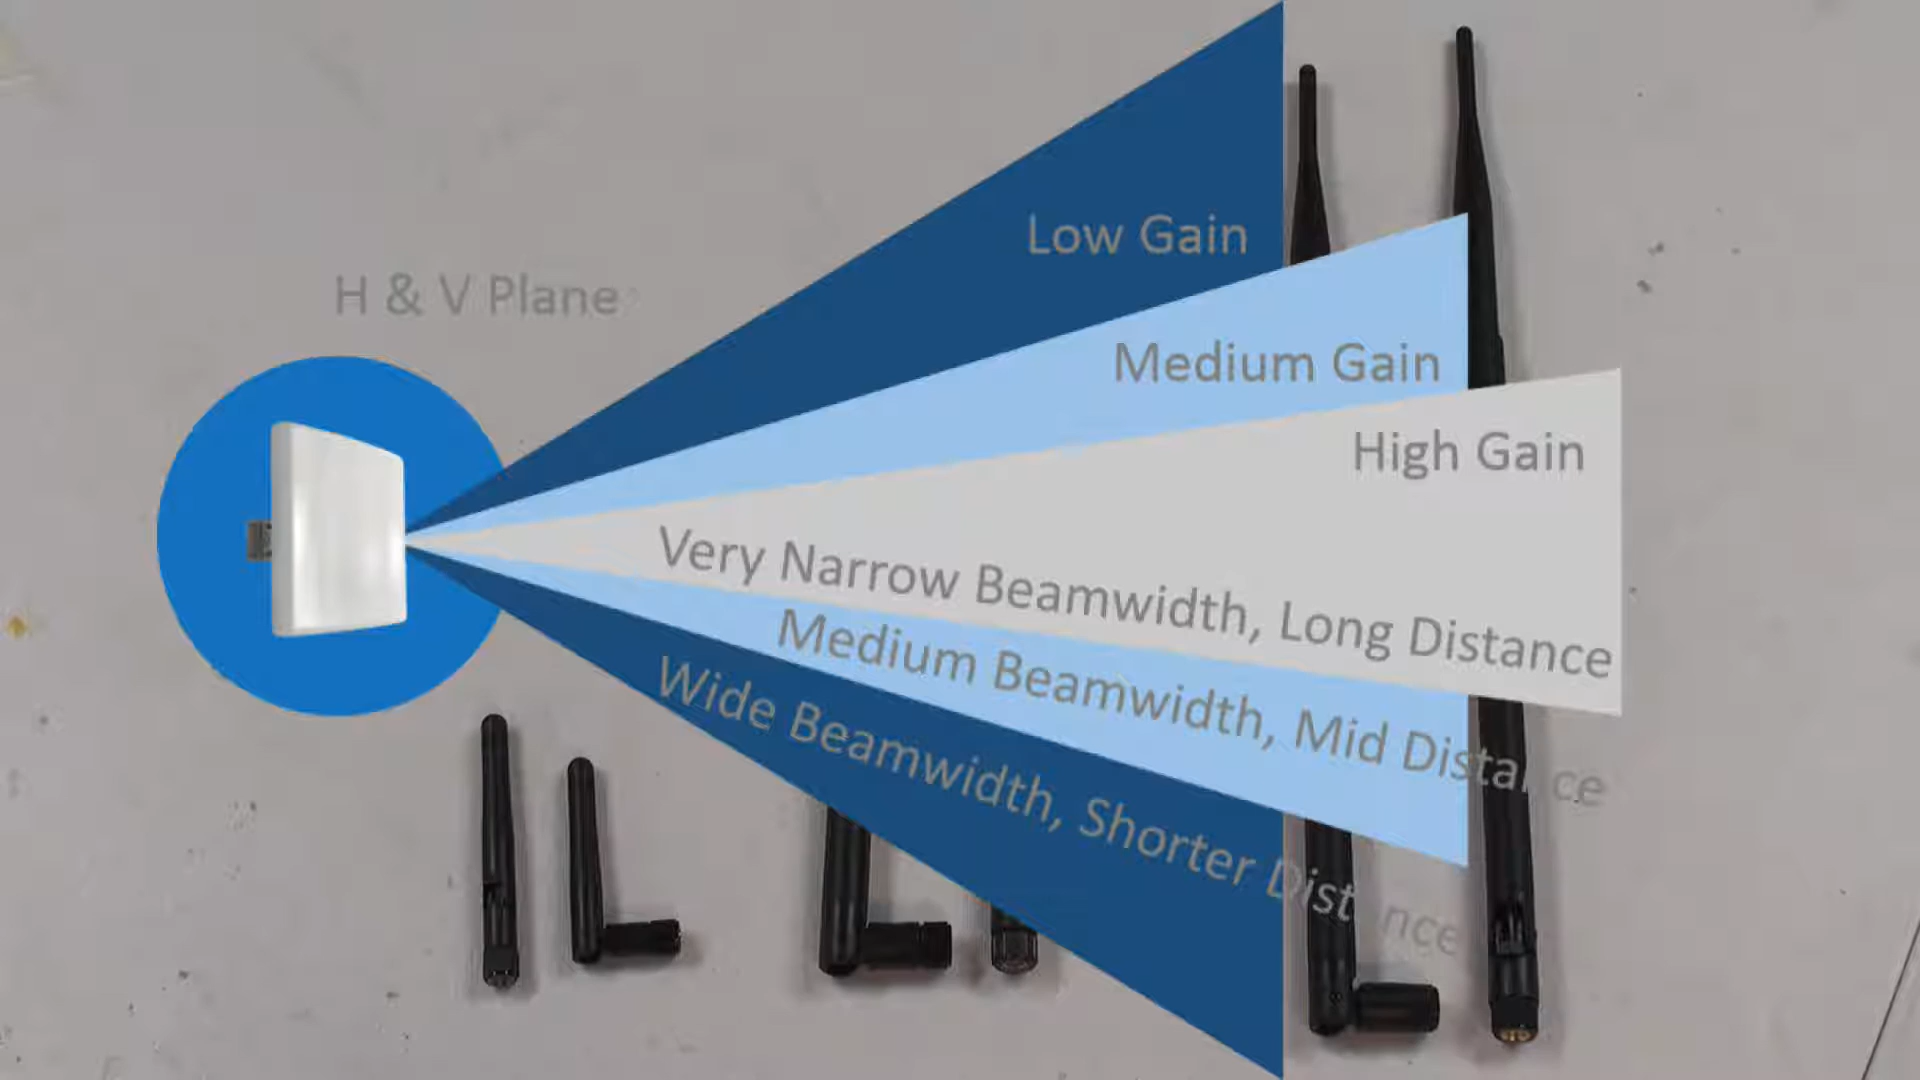 Low Gain
H & V Plane
Medium Gain
High Gain
Very Narrow Beamwidth, Long Distance
Medium Beamwidth, Mid Distance
Wide Beamwidth, Shorter Distance